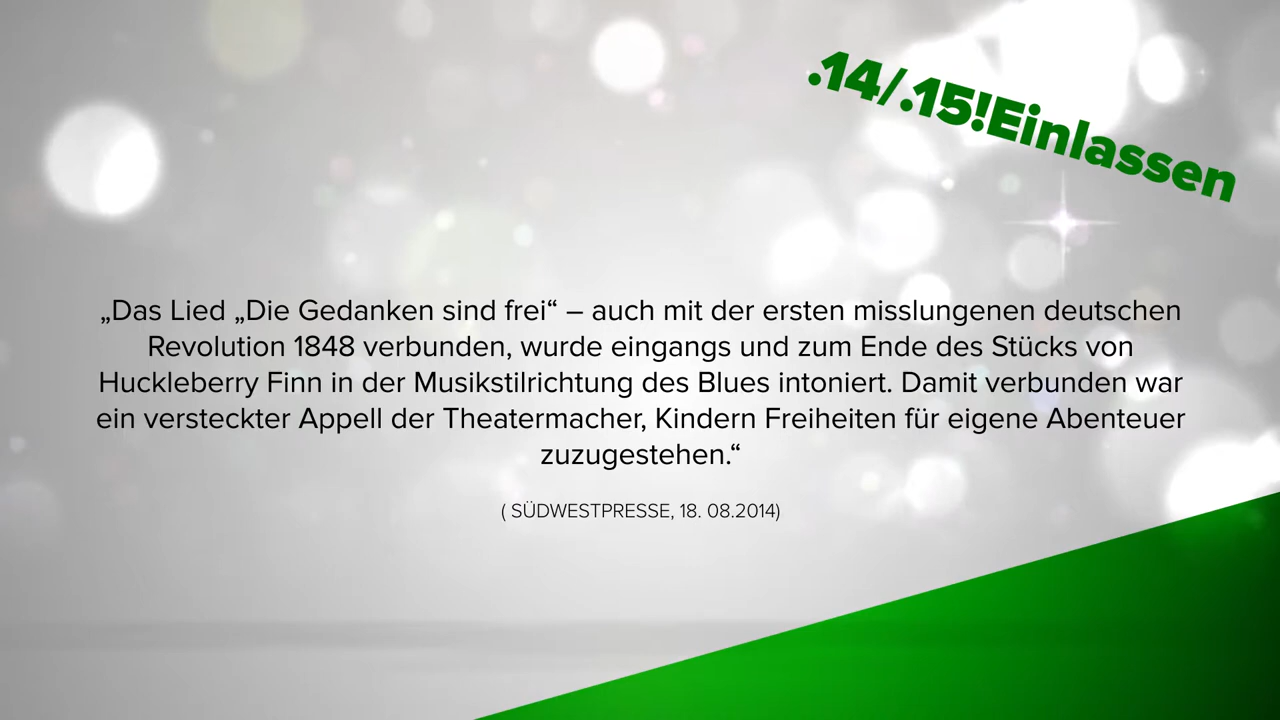 .14/.15!Einlassen
„Das Lied „Die Gedanken sind frei“ – auch mit der ersten misslungenen deutschen
Revolution 1848 verbunden, wurde eingangs und zum Ende des Stücks von
Huckleberry Finn in der Musikstilrichtung des Blues intoniert. Damit verbunden war
ein versteckter Appell der Theatermacher, Kindern Freiheiten für eigene Abenteuer
zuzugestehen.“
( SÜDWESTPRESSE, 18. 08.2014)